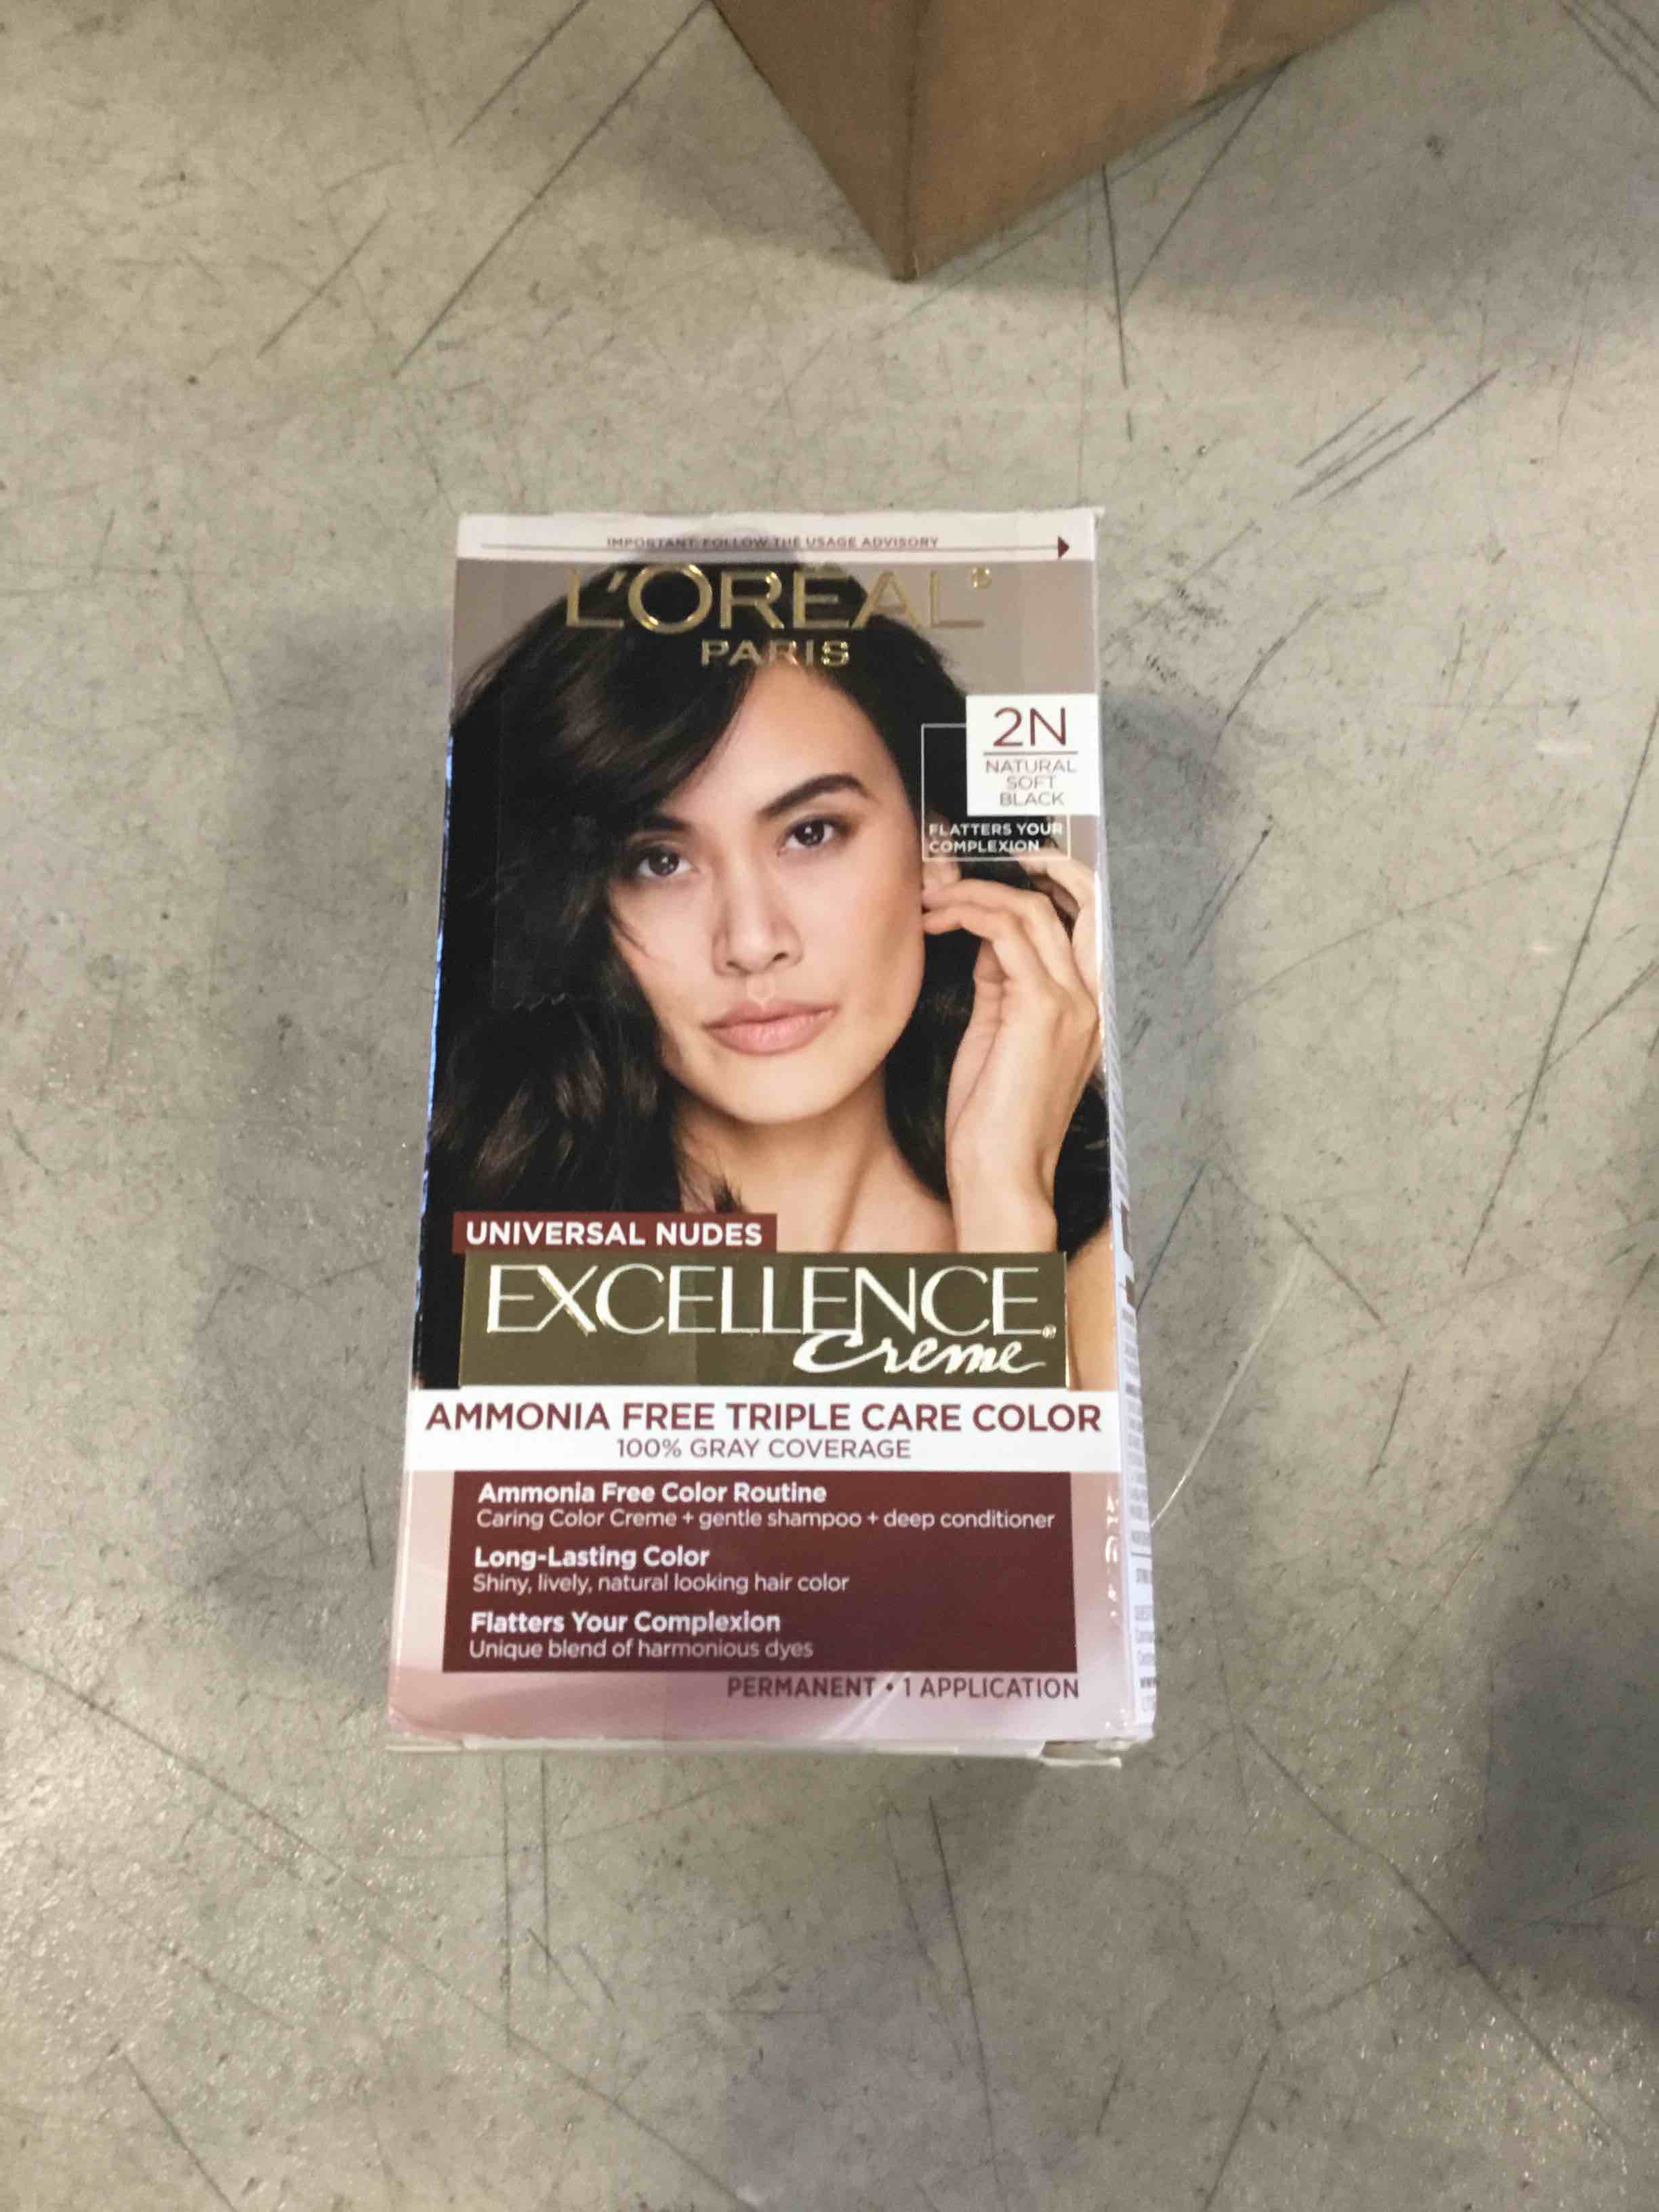 IMPORTANT: FOLLOW THE USAGE ADVISORY
L'ORÉAL®
PARIS
2N
NATURAL
SOFT
BLACK
FLATTERS YOUR
COMPLEXION
UNIVERSAL NUDES
EXCELLENCE®
Creme
AMMONIA FREE TRIPLE CARE COLOR
100% GRAY COVERAGE
Ammonia Free Color Routine
Caring Color Creme + gentle shampoo + deep conditioner
Long-Lasting Color
Shiny, lively, natural looking hair color
Flatters Your Complexion
Unique blend of harmonious dyes
PERMANENT • 1 APPLICATION